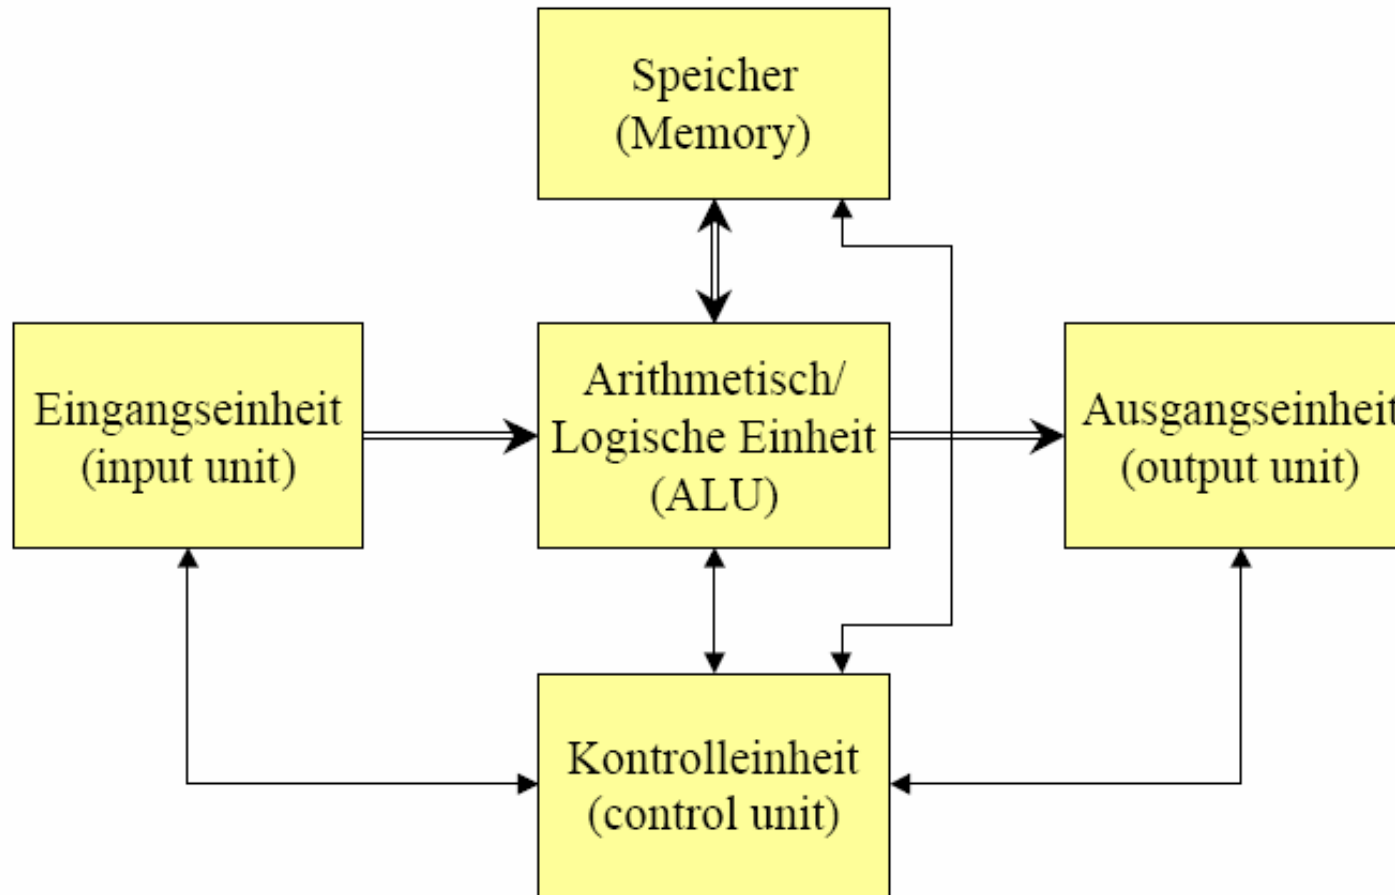 Speicher
(Memory)
Eingangseinheit
(input unit)
Arithmetisch/
Logische Einheit
(ALU)
Ausgangseinheit
(output unit)
Kontrolleinheit
(control unit)